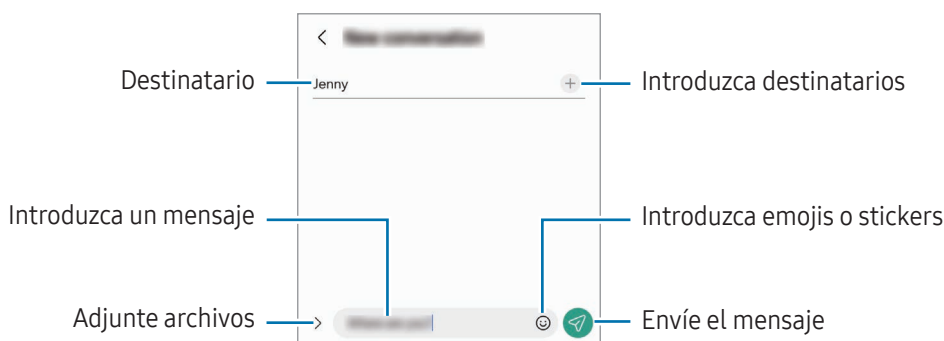 Destinatario
Jenny
Introduzca destinatarios
Introduzca un mensaje
Introduzca emojis o stickers
Adjunte archivos
Envíe el mensaje